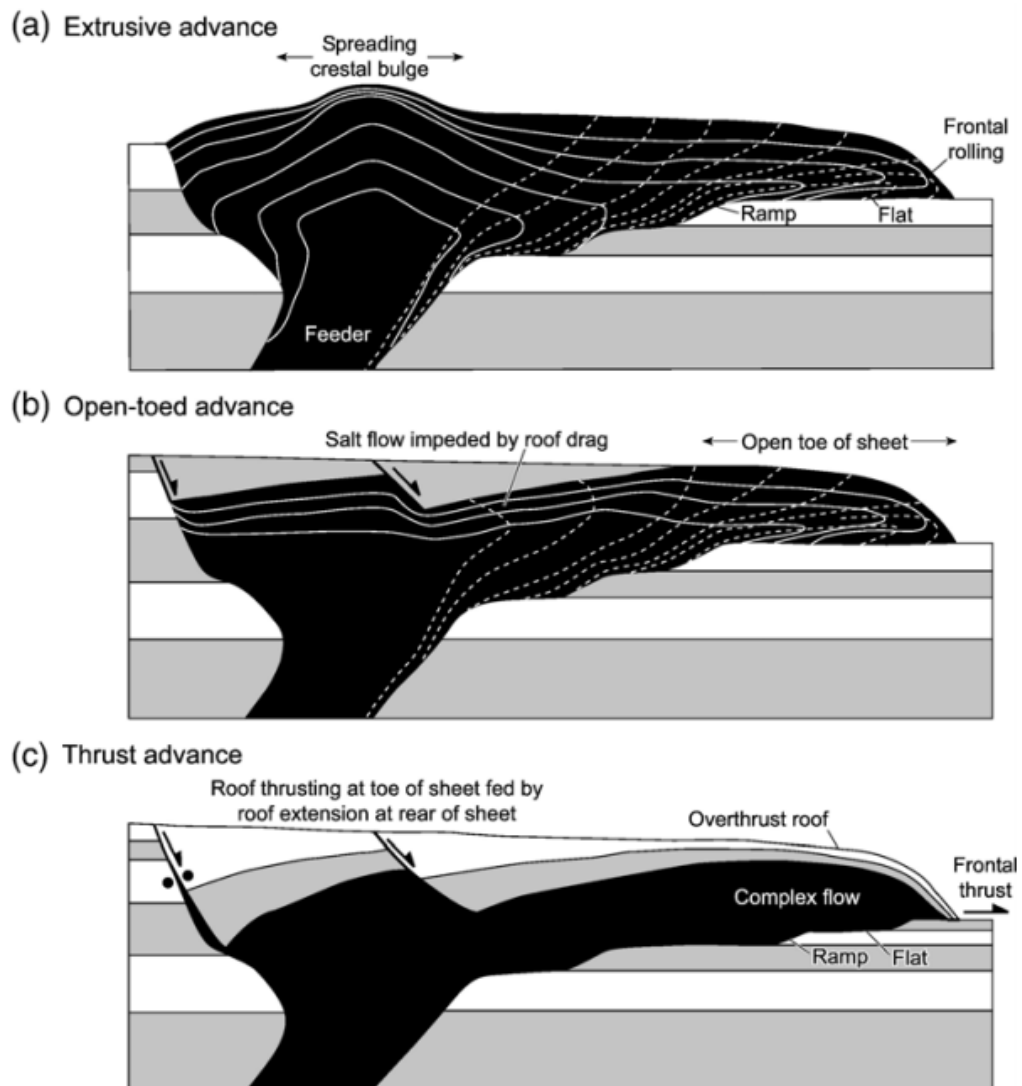 (a) Extrusive advance
Spreading
crestal bulge
Frontal
rolling
Ramp
Flat
Feeder
(b) Open-toed advance
Salt flow impeded by roof drag
Open toe of sheet
(c) Thrust advance
Roof thrusting at toe of sheet fed by
roof extension at rear of sheet
Overthrust roof
Frontal
thrust
Complex flow
Ramp
Flat